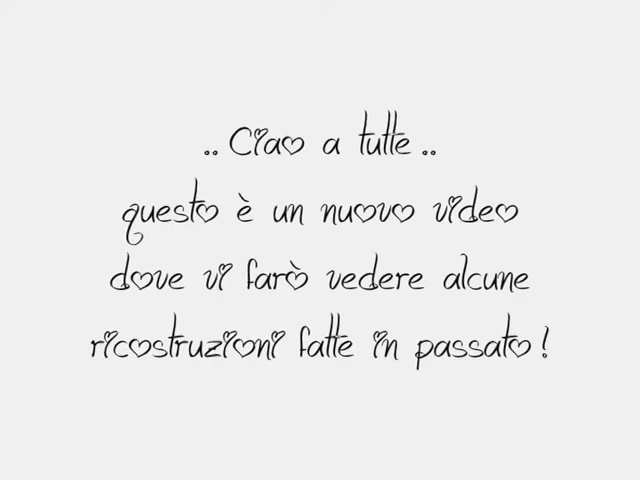 .. Ciao a tutte ..
questo è un nuovo video
dove vi farò vedere alcune
ricostruzioni fatte in passato!